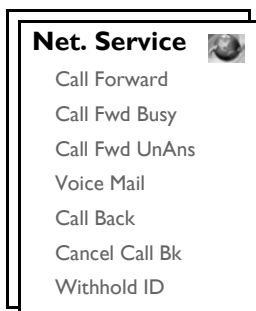 Net. Service
Call Forward
Call Fwd Busy
Call Fwd UnAns
Voice Mail
Call Back
Cancel Call Bk
Withhold ID